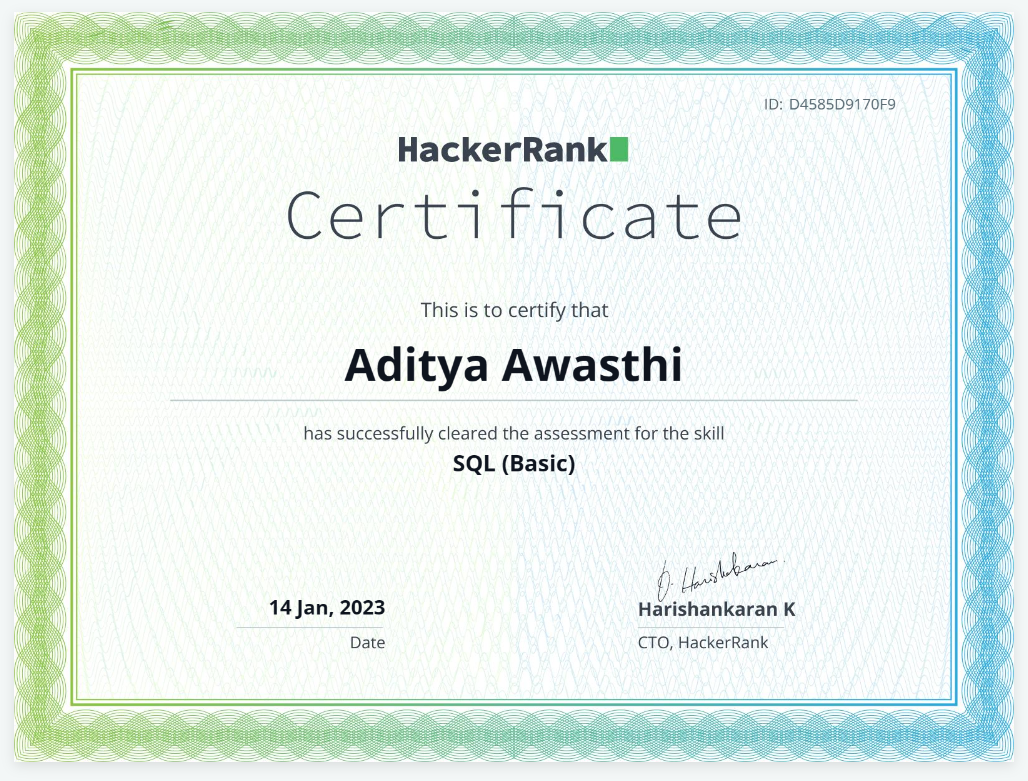 ID: D4585D9170F9
HackerRank
Certificate
This is to certify that
Aditya Awasthi
has successfully cleared the assessment for the skill
SQL (Basic)
14 Jan, 2023
Date
Harishankaran K
CTO, HackerRank